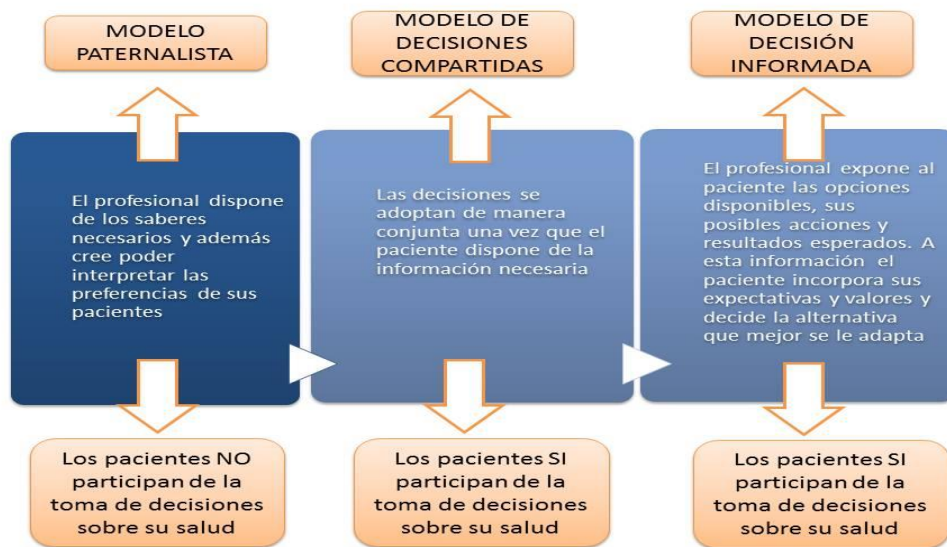 MODELO
PATERNALISTA
MODELO DE
DECISIONES
COMPARTIDAS
MODELO DE
DECISIÓN
INFORMADA
El profesional dispone
de los saberes
necesarios y además
cree poder
interpretar las
preferencias de sus
pacientes
Las decisiones se
adoptan de manera
conjunta una vez que el
paciente dispone de la
información necesaria
El profesional expone al
paciente las opciones
disponibles, sus
posibles acciones y
resultados esperados. A
esta información el
paciente incorpora sus
expectativas y valores y
decide la alternativa
que mejor se le adapta
Los pacientes NO
participan de la
toma de decisiones
sobre su salud
Los pacientes SI
participan de la
toma de decisiones
sobre su salud
Los pacientes SI
participan de la
toma de decisiones
sobre su salud